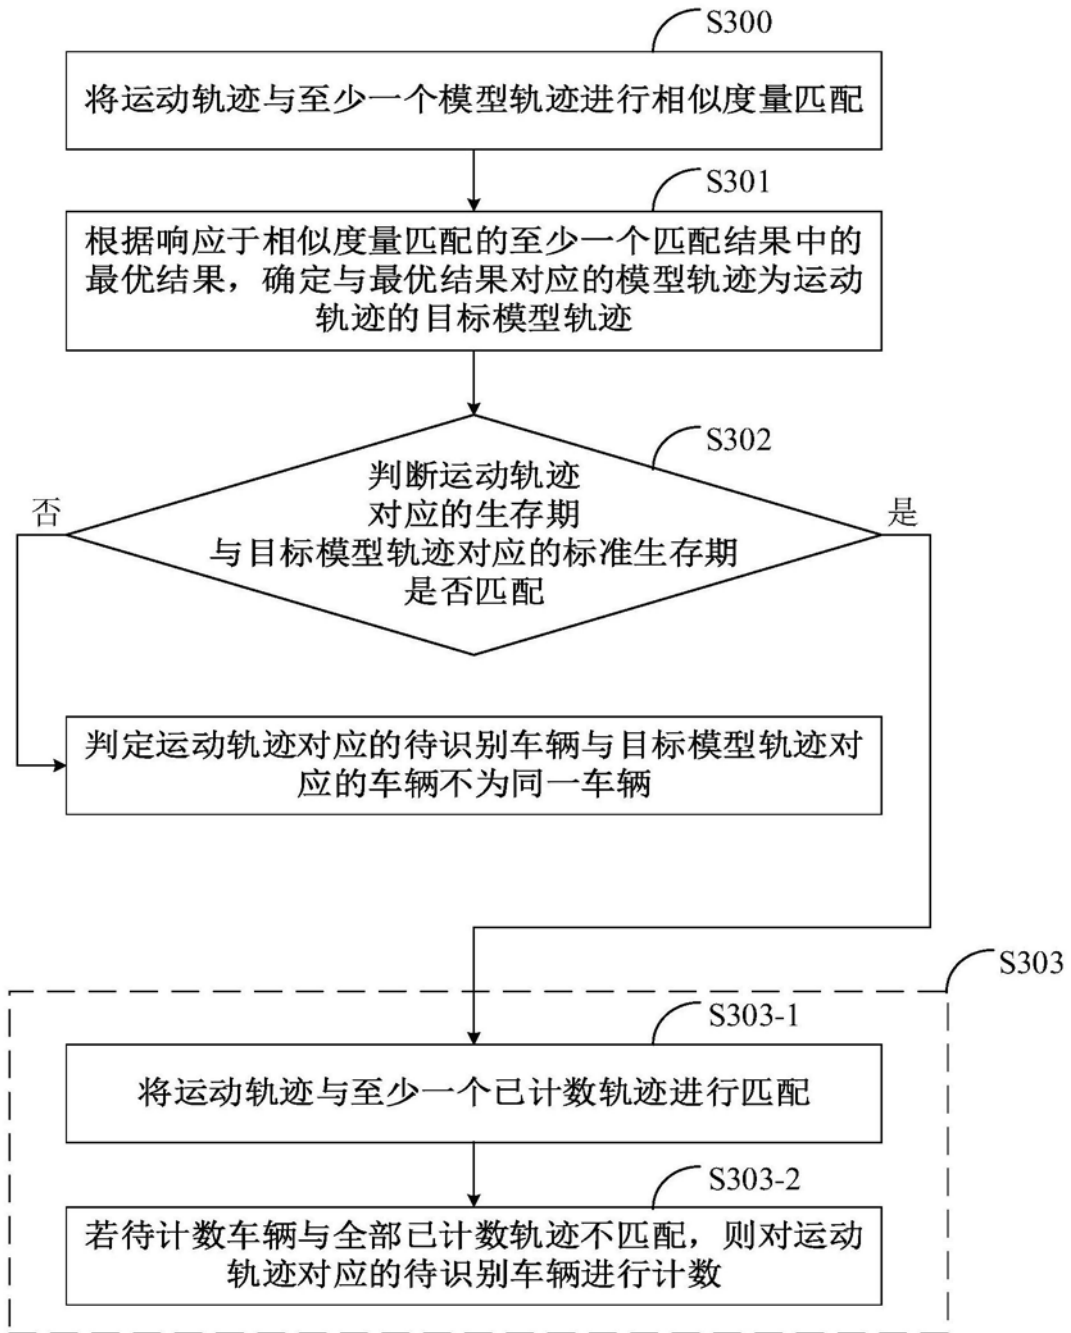 S300
将运动轨迹与至少一个模型轨迹进行相似度量匹配
S301
根据响应于相似度量匹配的至少一个匹配结果中的
最优结果，确定与最优结果对应的模型轨迹为运动
轨迹的目标模型轨迹
S302
判断运动轨迹
对应的生存期
与目标模型轨迹对应的标准生存期
是否匹配
否
是
判定运动轨迹对应的待识别车辆与目标模型轨迹对
应的车辆不为同一车辆
S303
S303-1
将运动轨迹与至少一个已计数轨迹进行匹配
S303-2
若待计数车辆与全部已计数轨迹不匹配，则对运动
轨迹对应的待识别车辆进行计数